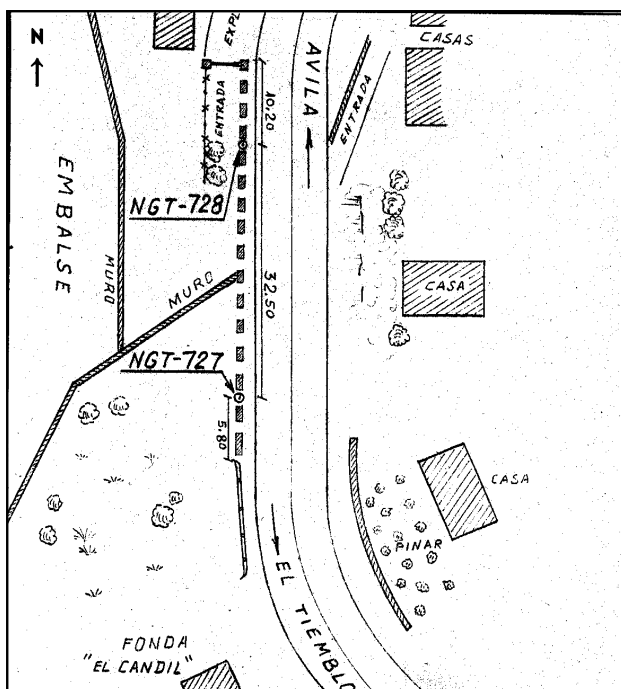 N
EXPL
AVILA
CASAS
ENTRADA
10,20
ENTRADA
NGT-728
EMBALSE
MURO
MURO
32.50
CASA
NGT-727
5,80
CASA
PINAR
EL TIEMBLO
FONDA
"EL CANDIL"